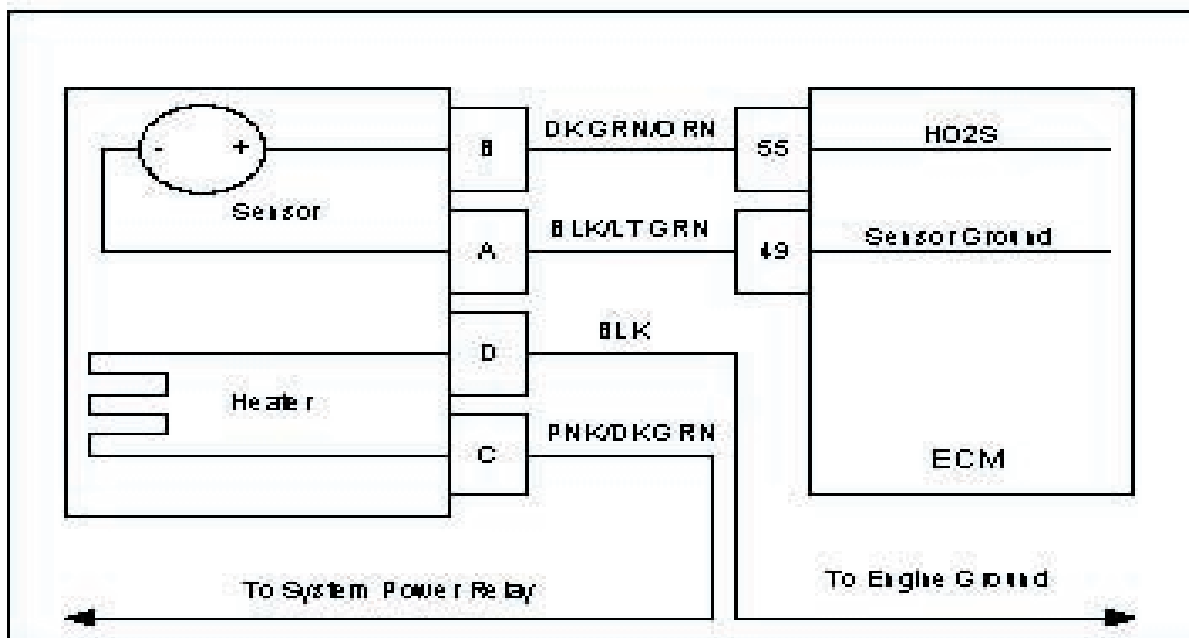 B
DKGRN/ORN
55
HO2S
- +
Sensor
A
BLK/LTGRN
49
Sensor Ground
BLK
D
Heater
PNK/DKGRN
C
ECM
To System Power Relay
To Engine Ground